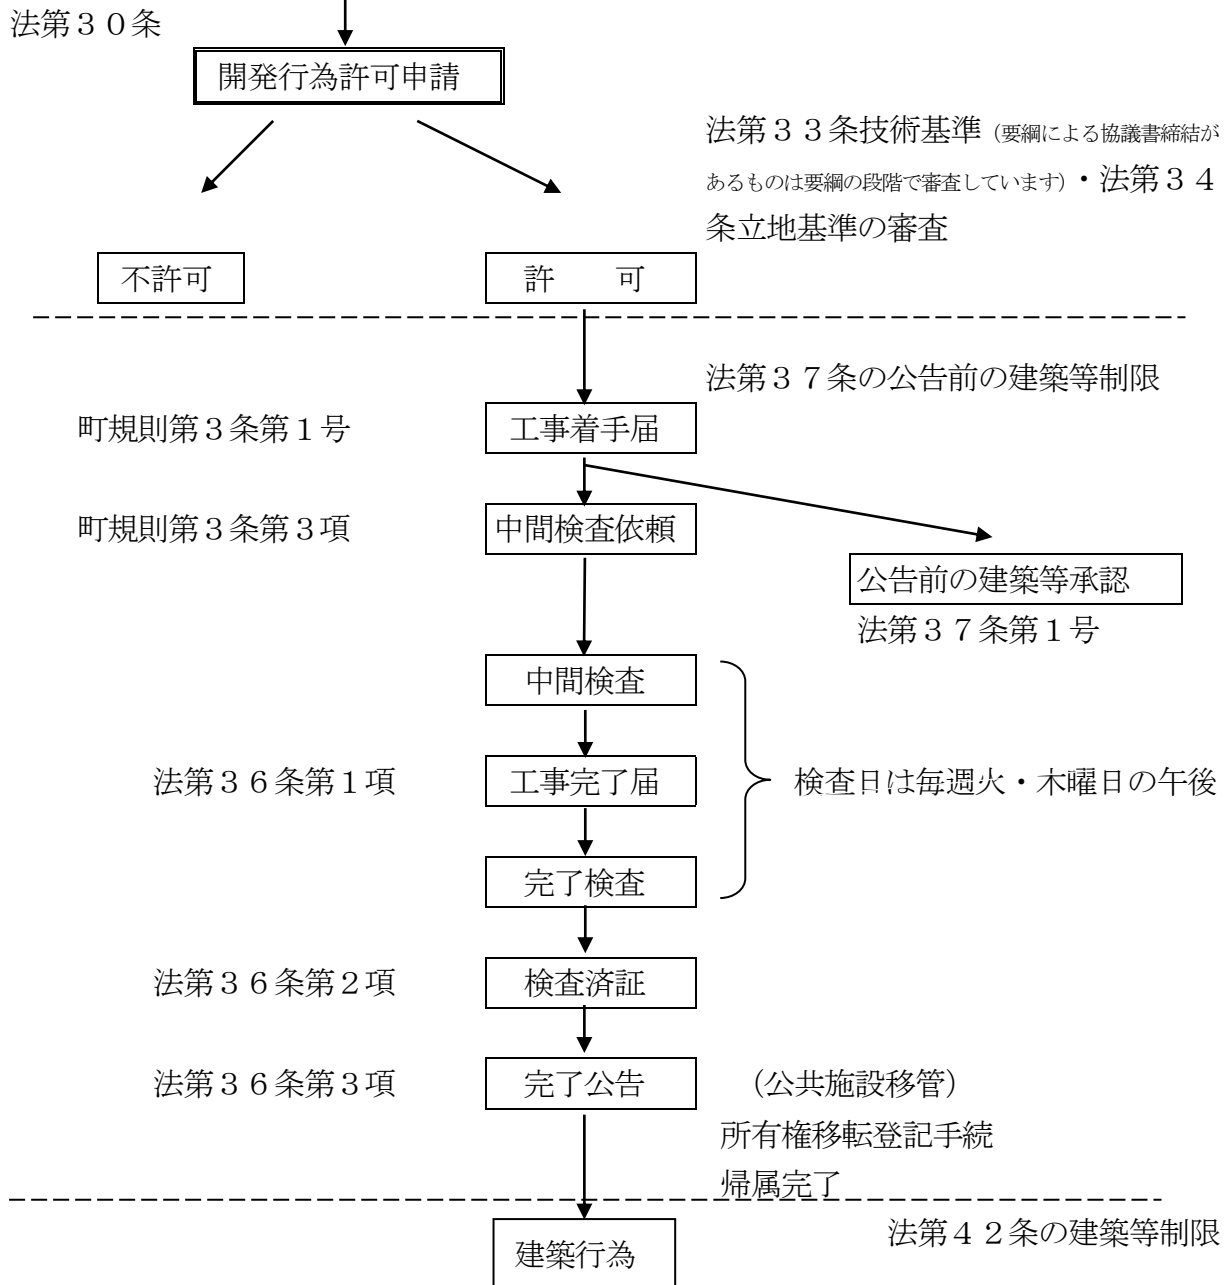 法第３０条
開発行為許可申請
法第３３条技術基準（要綱による協議書締結が
あるものは要綱の段階で審査しています）・法第３４
条立地基準の審査
不許可
許　　可
法第３７条の公告前の建築等制限
町規則第３条第１号
工事着手届
町規則第３条第３項
中間検査依頼
公告前の建築等承認
法第３７条第１号
中間検査
法第３６条第１項
工事完了届
検査日は毎週火・木曜日の午後
完了検査
法第３６条第２項
検査済証
法第３６条第３項
完了公告
（公共施設移管）
所有権移転登記手続
帰属完了
法第４２条の建築等制限
建築行為